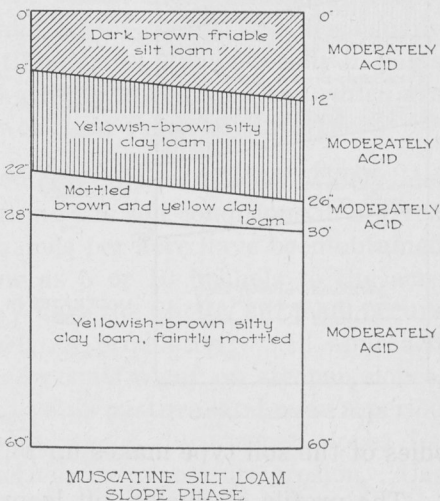 0" 0"
Dark brown friable
silt loam
MODERATELY
ACID
8"
12"
Yellowish-brown silty
clay loam
MODERATELY
ACID
22"
26"
Mottled
brown and yellow clay
loam
MODERATELY
ACID
28"
30"
Yellowish-brown silty
clay loam, faintly mottled
MODERATELY
ACID
60" 60"
MUSCATINE SILT LOAM
SLOPE PHASE